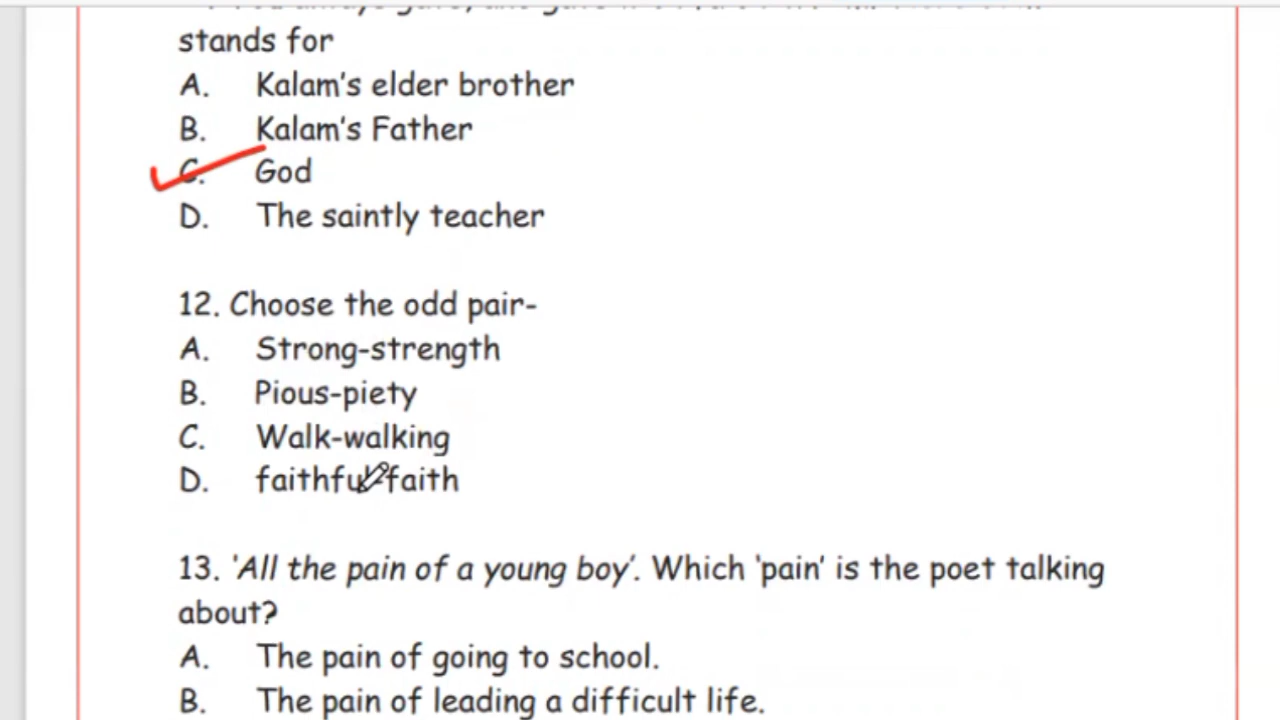 stands for
A. Kalam's elder brother
B. Kalam's Father
C. God
D. The saintly teacher
12. Choose the odd pair-
A. Strong-strength
B. Pious-piety
C. Walk-walking
D. faithful-faith
13. 'All the pain of a young boy'. Which 'pain' is the poet talking
about?
A. The pain of going to school.
B. The pain of leading a difficult life.